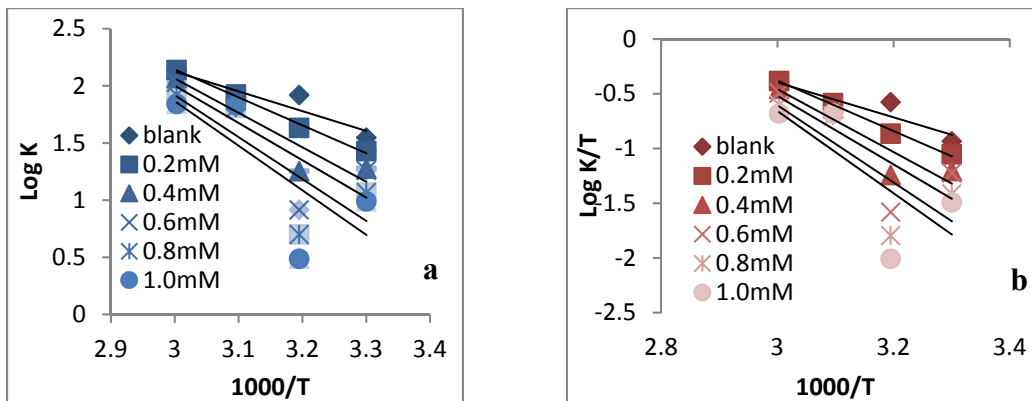 2.5
2
1.5
1
0.5
0
2.9 3 3.1 3.2 3.3 3.4
Log K
1000/T
blank
0.2mM
0.4mM
0.6mM
0.8mM
1.0mM
a
0
-0.5
-1
-1.5
-2
-2.5
2.8 3 3.2 3.4
Log K/T
1000/T
blank
0.2mM
0.4mM
0.6mM
0.8mM
1.0mM
b